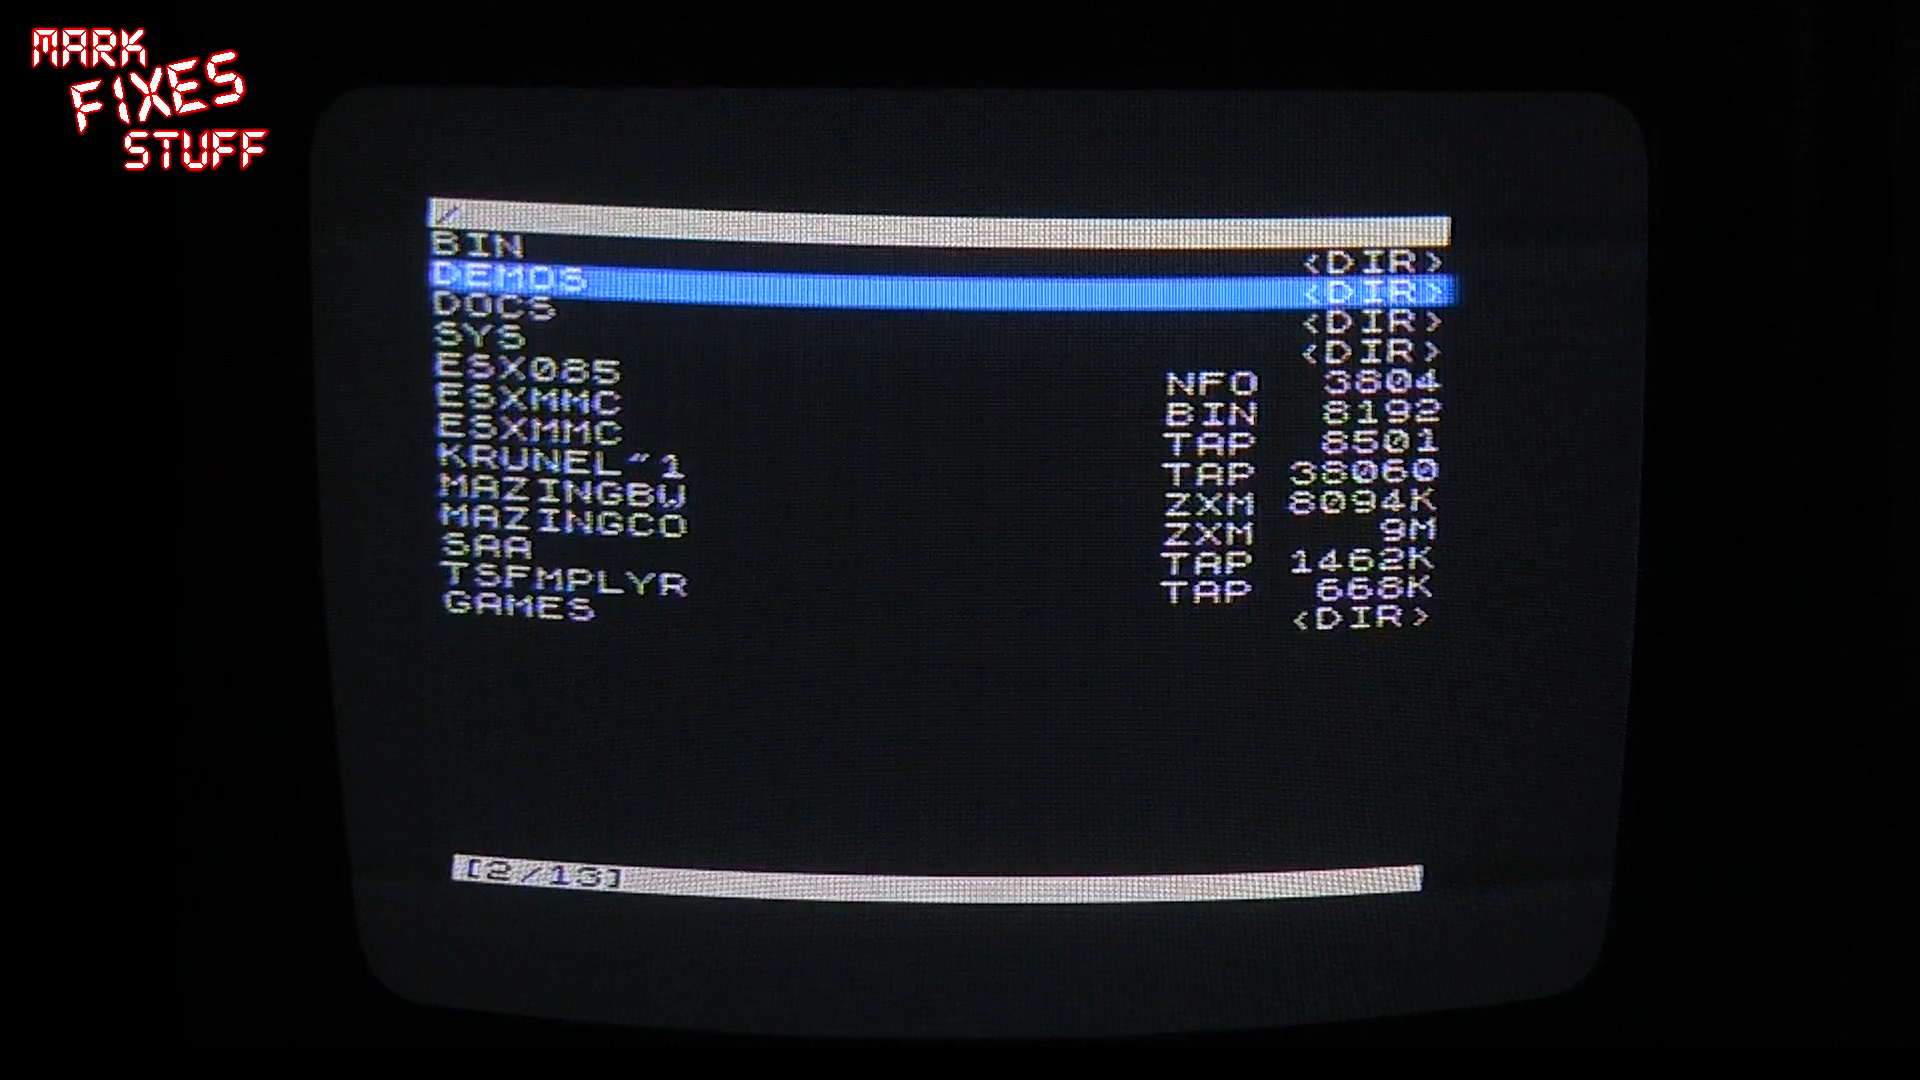 MARK
FIXES
STUFF
/
BIN <DIR>
DEMOS <DIR>
DOCS <DIR>
SYS <DIR>
ESX085 NFO 3804
ESXMMC BIN 8192
ESXMMC TAP 8501
KRUNEL~1 TAP 38060
MAZINGBW ZXM 8094K
MAZINGCO ZXM 9M
SAA TAP 1462K
TSFMPLYR TAP 668K
GAMES <DIR>
[2/13]